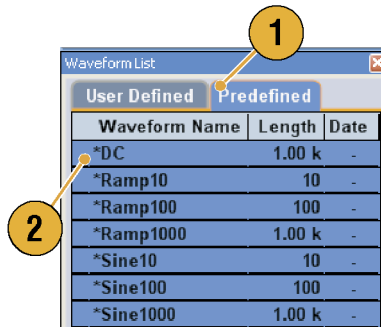 1
Waveform List
User Defined Predefined
Waveform Name Length Date
*DC 1.00 k -
*Ramp10 10 -
*Ramp100 100 -
2
*Ramp1000 1.00 k -
*Sine10 10 -
*Sine100 100 -
*Sine1000 1.00 k -